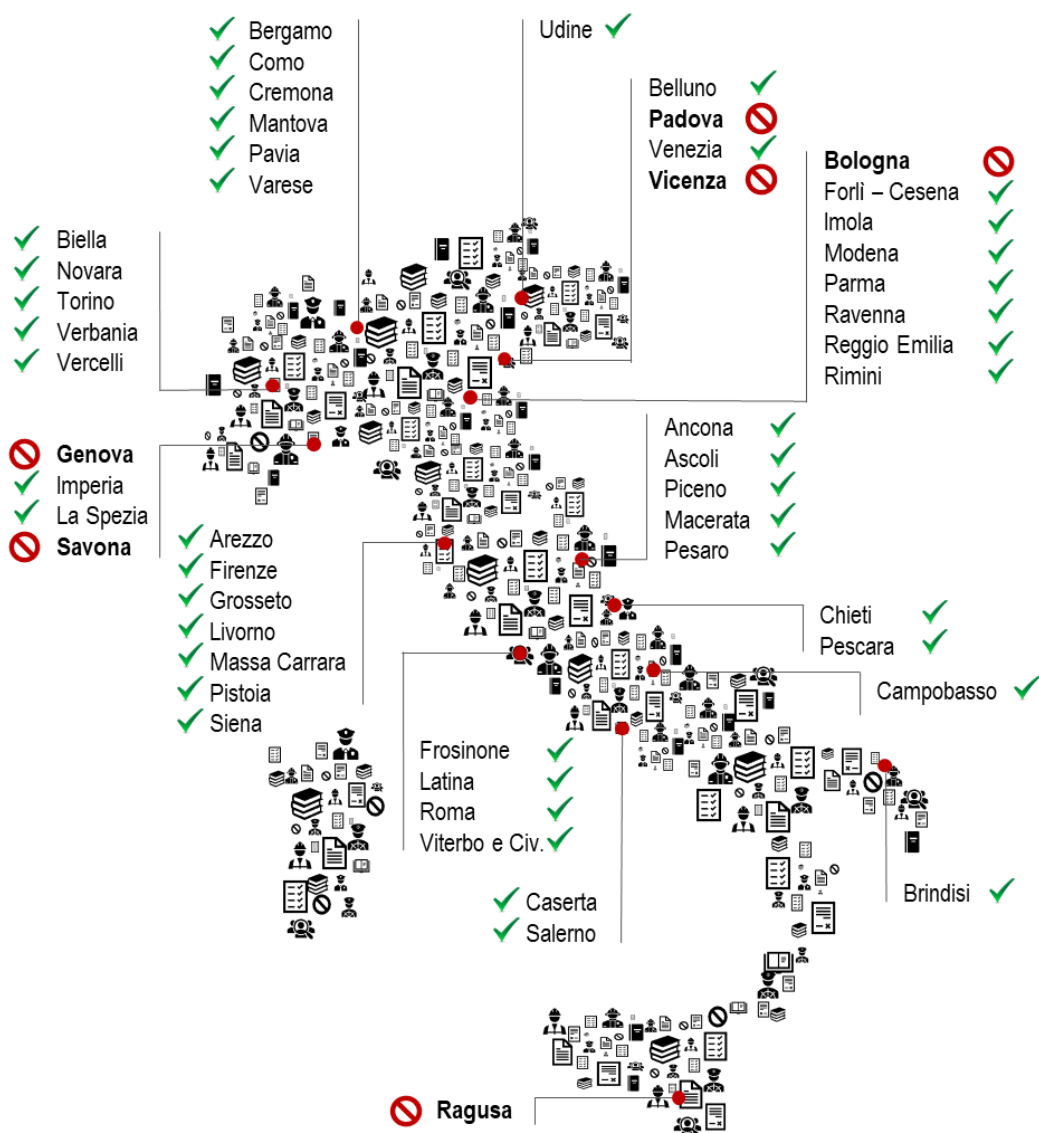 Bergamo
Como
Cremona
Mantova
Pavia
Varese
Udine
Belluno
Padova
Venezia
Vicenza
Bologna
Forlì – Cesena
Imola
Modena
Parma
Ravenna
Reggio Emilia
Rimini
Biella
Novara
Torino
Verbania
Vercelli
Genova
Imperia
La Spezia
Savona
Arezzo
Firenze
Grosseto
Livorno
Massa Carrara
Pistoia
Siena
Ancona
Ascoli
Piceno
Macerata
Pesaro
Chieti
Pescara
Campobasso
Frosinone
Latina
Roma
Viterbo e Civ.
Caserta
Salerno
Brindisi
Ragusa